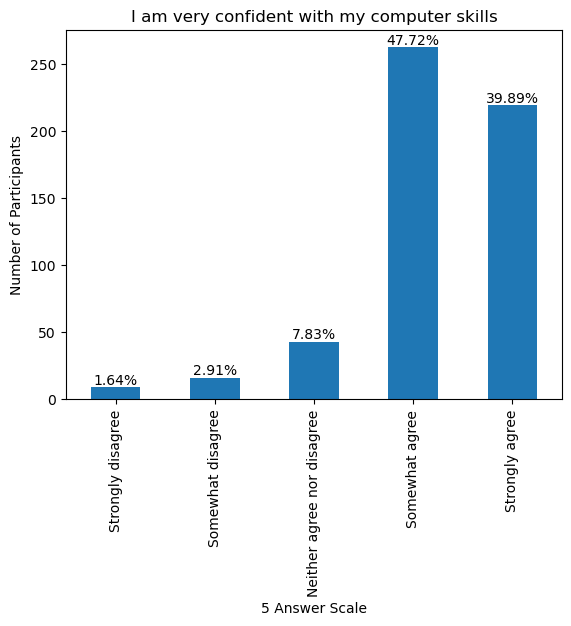 I am very confident with my computer skills
Number of Participants
250
200
150
100
50
0
1.64%
2.91%
7.83%
47.72%
39.89%
Strongly disagree
Somewhat disagree
Neither agree nor disagree
Somewhat agree
Strongly agree
5 Answer Scale